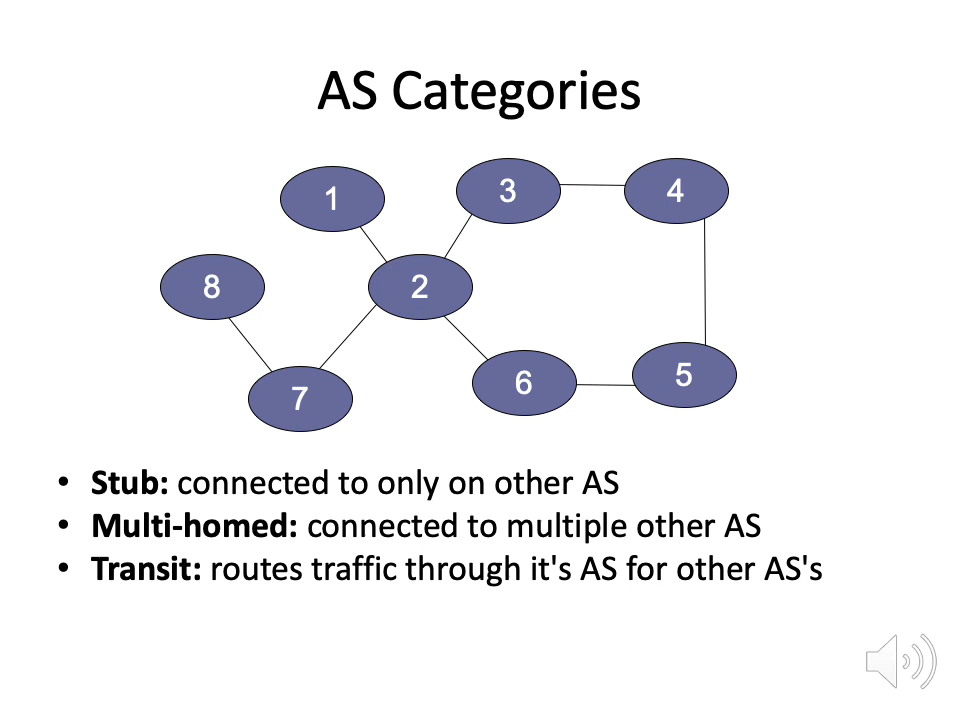 AS Categories
1
3
4
8
2
7
6
5
• Stub: connected to only on other AS
• Multi-homed: connected to multiple other AS
• Transit: routes traffic through it's AS for other AS's